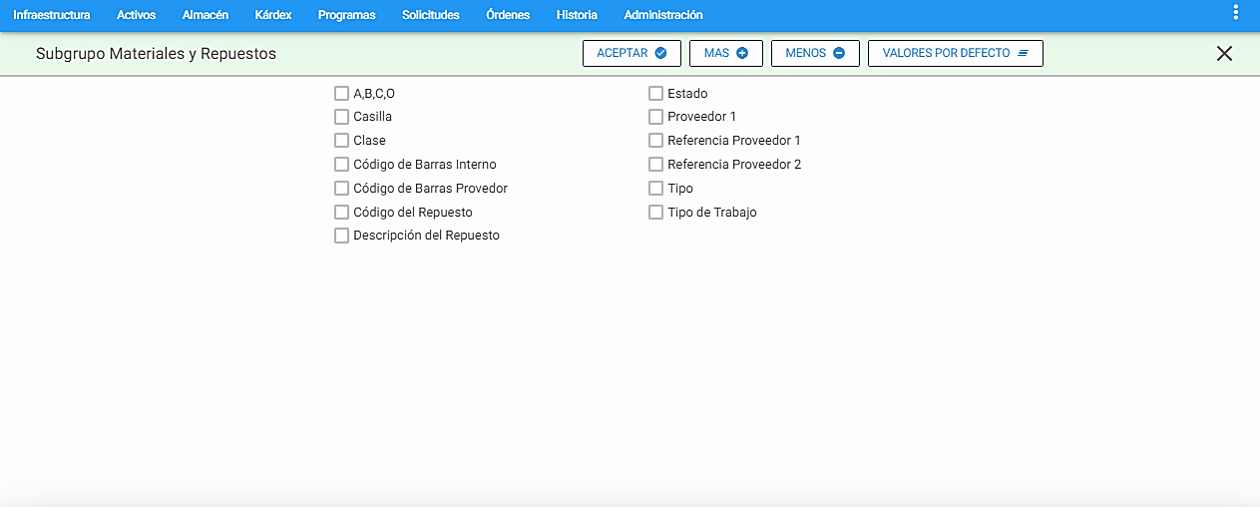 Infraestructura Activos Almacén Kárdex Programas Solicitudes Órdenes Historia Administración
Subgrupo Materiales y Repuestos ACEPTAR MAS MENOS VALORES POR DEFECTO
A,B,C,O
Casilla
Clase
Código de Barras Interno
Código de Barras Provedor
Código del Repuesto
Descripción del Repuesto
Estado
Proveedor 1
Referencia Proveedor 1
Referencia Proveedor 2
Tipo
Tipo de Trabajo